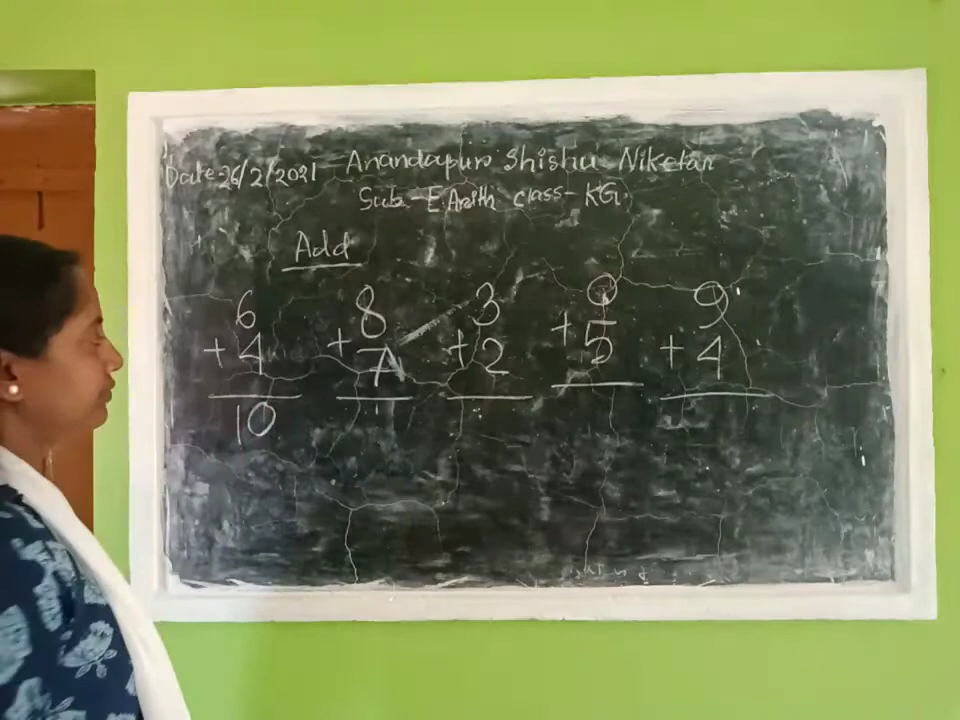 Date-26/2/2021 Anandapur Shishu Niketan
Sub-E.Arith class-KG.
Add
6 8 3 9
+4 +7 +2 +5 +4
10